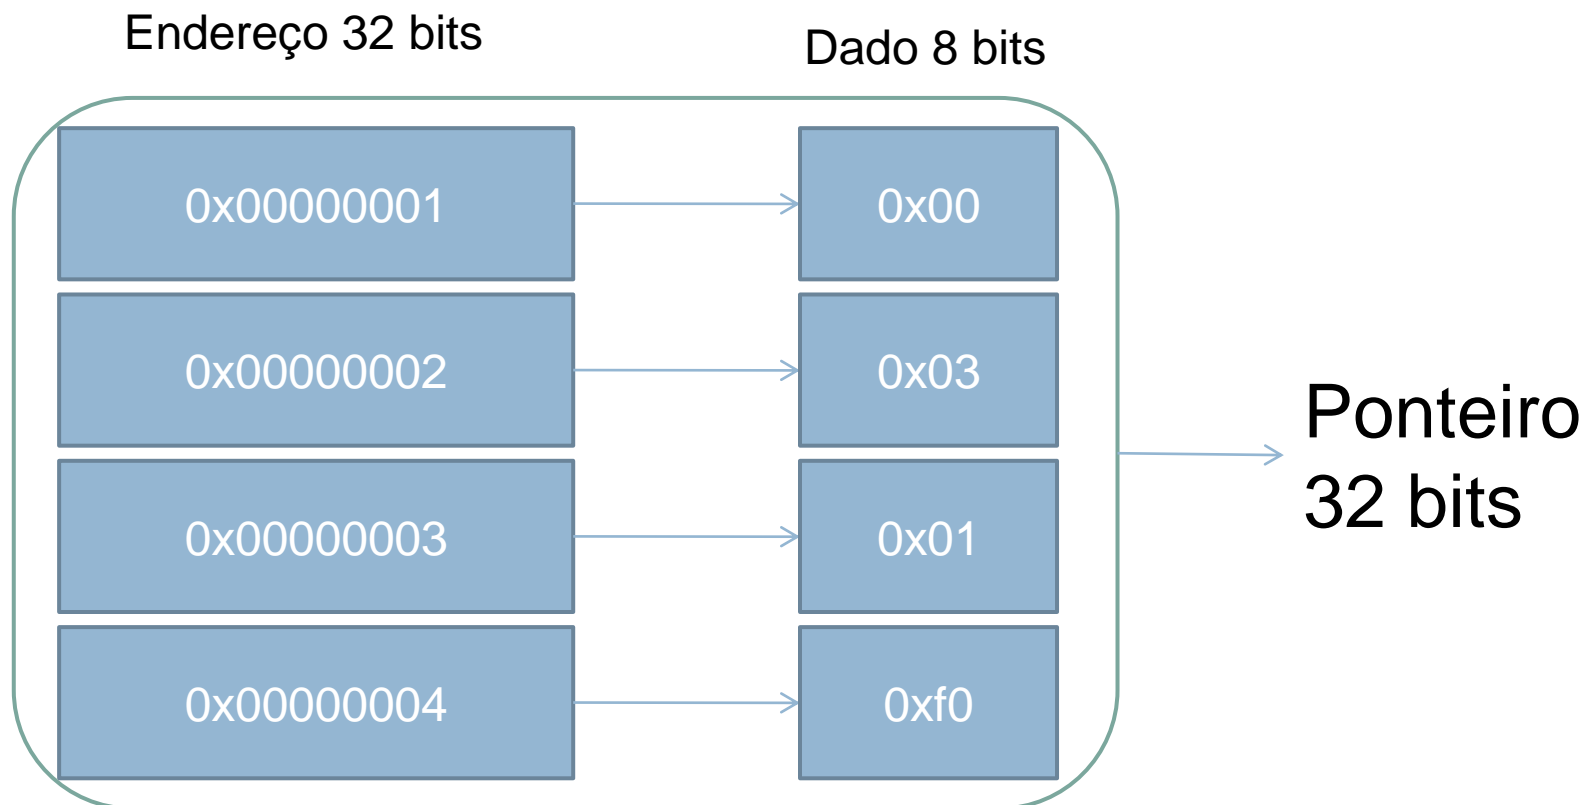 Endereço 32 bits
Dado 8 bits
0x00000001
0x00
0x00000002
0x03
0x00000003
0x01
0x00000004
0xf0
Ponteiro
32 bits